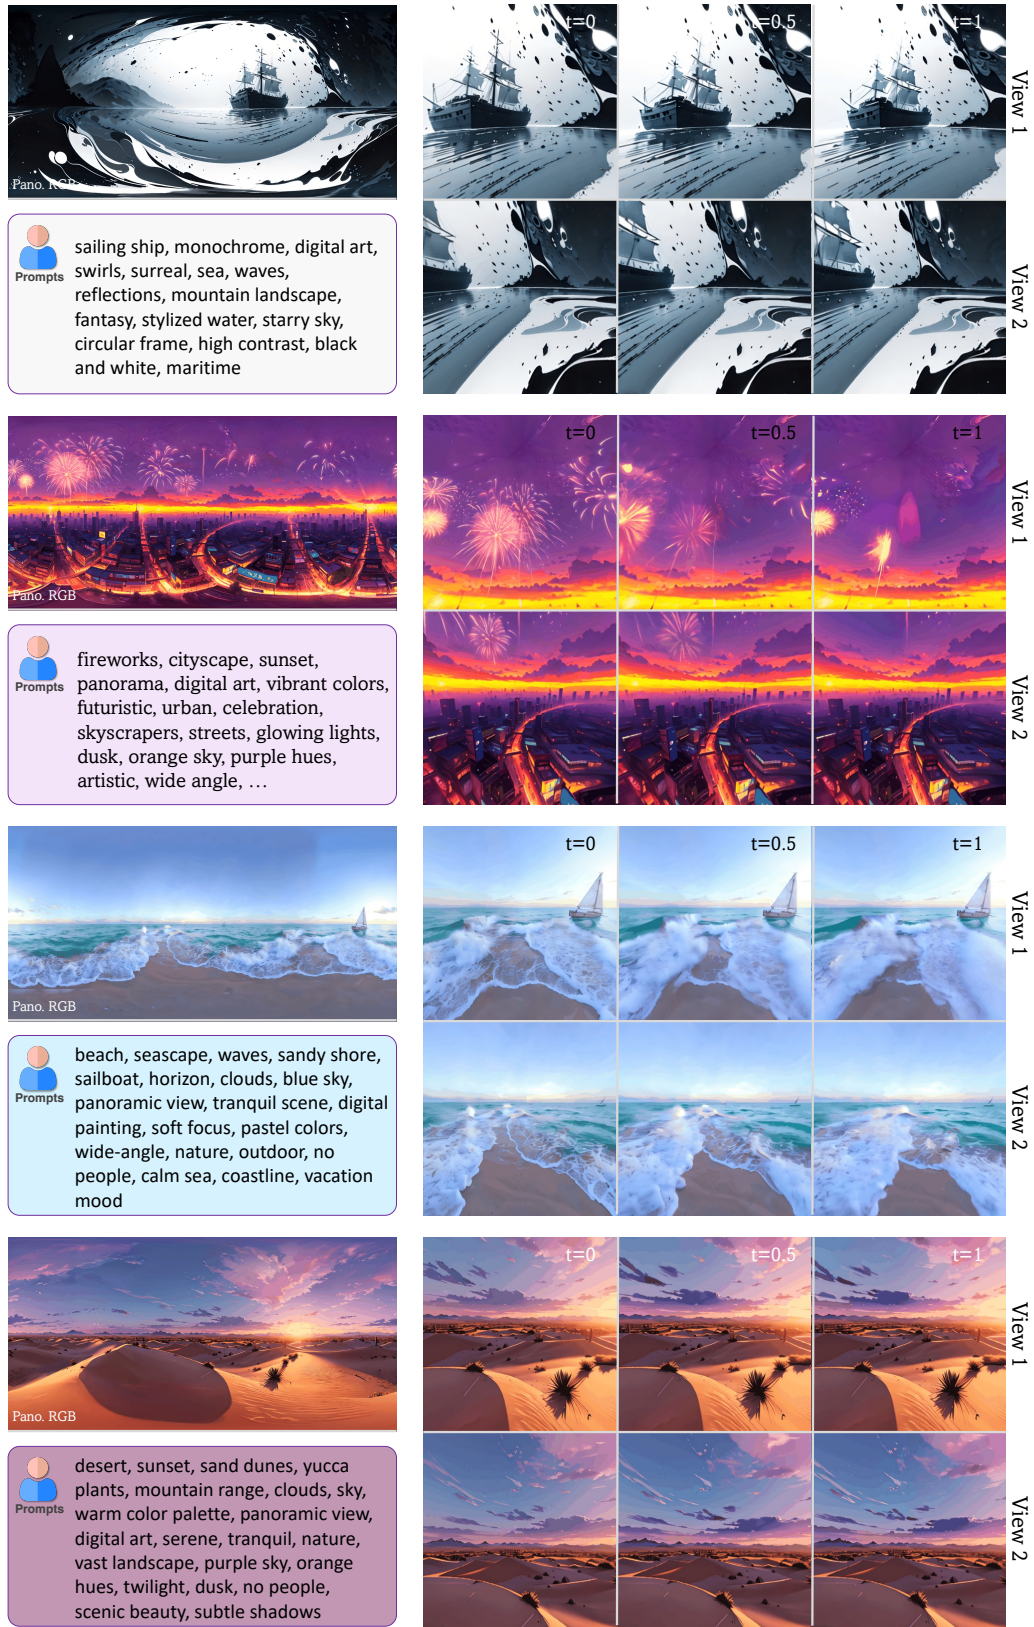 Pano. RGB
t=0
t=0.5
t=1
View 1
View 2
Prompts
sailing ship, monochrome, digital art,
swirls, surreal, sea, waves,
reflections, mountain landscape,
fantasy, stylized water, starry sky,
circular frame, high contrast, black
and white, maritime
Pano. RGB
t=0
t=0.5
t=1
View 1
View 2
Prompts
fireworks, cityscape, sunset,
panorama, digital art, vibrant colors,
futuristic, urban, celebration,
skyscrapers, streets, glowing lights,
dusk, orange sky, purple hues,
artistic, wide angle, ...
Pano. RGB
t=0
t=0.5
t=1
View 1
View 2
Prompts
beach, seascape, waves, sandy shore,
sailboat, horizon, clouds, blue sky,
panoramic view, tranquil scene, digital
painting, soft focus, pastel colors,
wide-angle, nature, outdoor, no
people, calm sea, coastline, vacation
mood
Pano. RGB
t=0
t=0.5
t=1
View 1
View 2
Prompts
desert, sunset, sand dunes, yucca
plants, mountain range, clouds, sky,
warm color palette, panoramic view,
digital art, serene, tranquil, nature,
vast landscape, purple sky, orange
hues, twilight, dusk, no people,
scenic beauty, subtle shadows